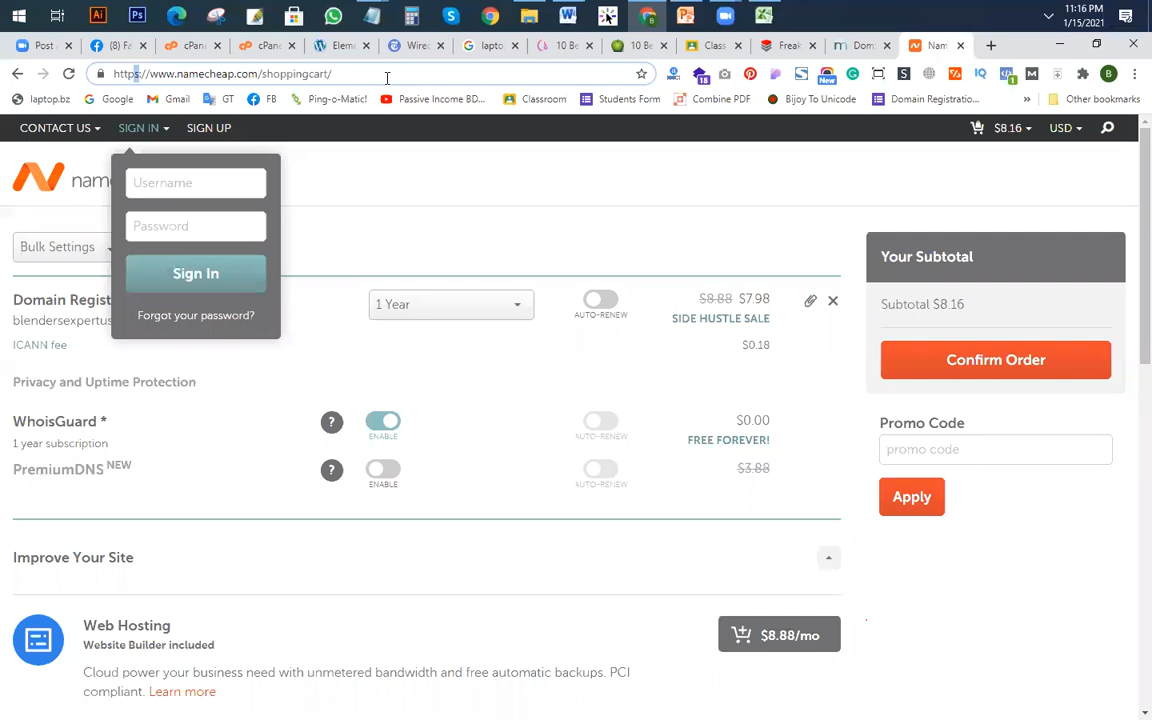 11:16 PM
1/15/2021
Post
(8) Fa
cPan
cPan
Elem
Wirec
lapto
10 Be
10 Be
Class
Freak
Dom
Nam
https://www.namecheap.com/shoppingcart/
18
New
1
B
laptop.bz
Google
Gmail
GT
FB
Ping-o-Matic!
Passive Income BD...
Classroom
Students Form
Combine PDF
Bijoy To Unicode
Domain Registratio...
»
Other bookmarks
CONTACT US
SIGN IN
SIGN UP
$8.16
USD
name
Username
Password
Sign In
Forgot your password?
Bulk Settings
Domain Regist
blendersexpertus
ICANN fee
1 Year
AUTO-RENEW
$8.88 $7.98
SIDE HUSTLE SALE
$0.18
Privacy and Uptime Protection
WhoisGuard *
1 year subscription
?
ENABLE
AUTO-RENEW
$0.00
FREE FOREVER!
PremiumDNS NEW
?
ENABLE
AUTO-RENEW
$3.88
Your Subtotal
Subtotal $8.16
Confirm Order
Promo Code
promo code
Apply
Improve Your Site
Web Hosting
Website Builder included
Cloud power your business need with unmetered bandwidth and free automatic backups. PCI
compliant. Learn more
$8.88/mo